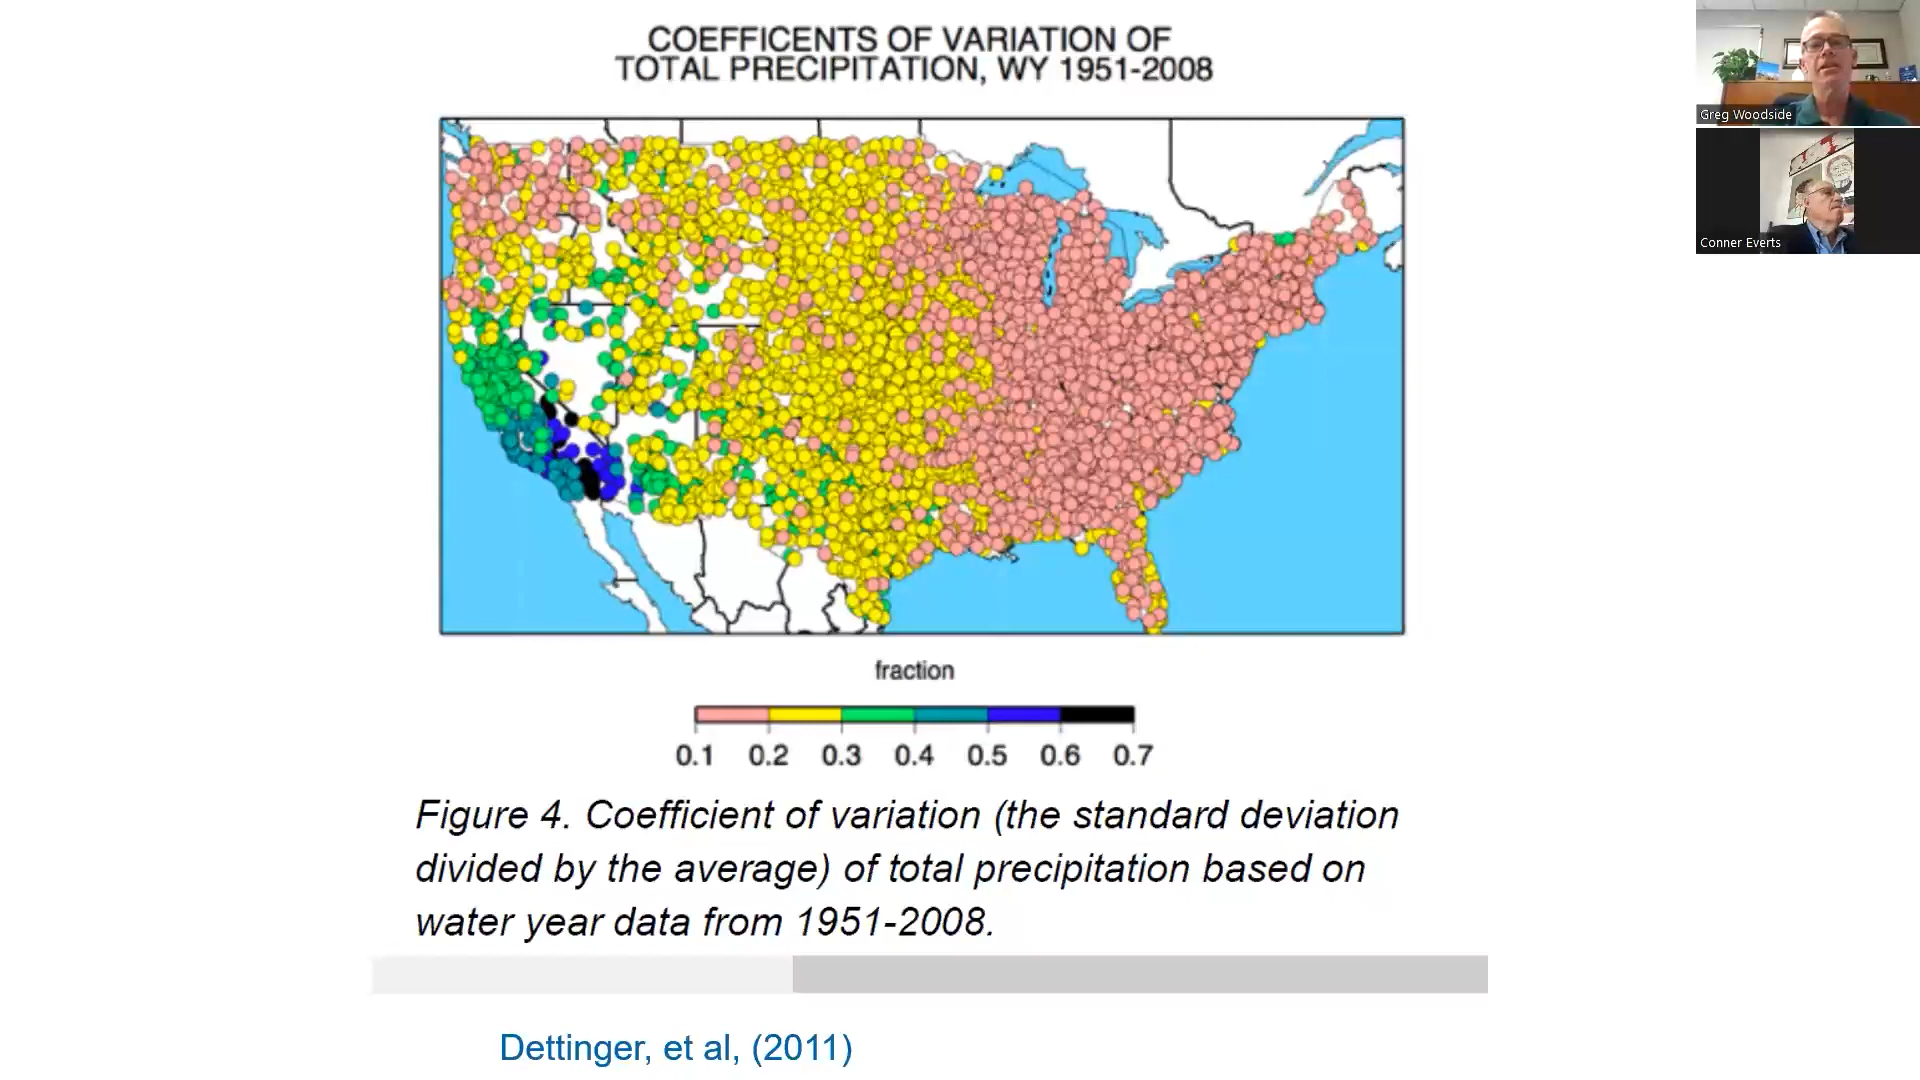 COEFFICENTS OF VARIATION OF
TOTAL PRECIPITATION, WY 1951-2008
Greg Woodside
Conner Everts
fraction
0.1 0.2 0.3 0.4 0.5 0.6 0.7
Figure 4. Coefficient of variation (the standard deviation
divided by the average) of total precipitation based on
water year data from 1951-2008.
Dettinger, et al, (2011)